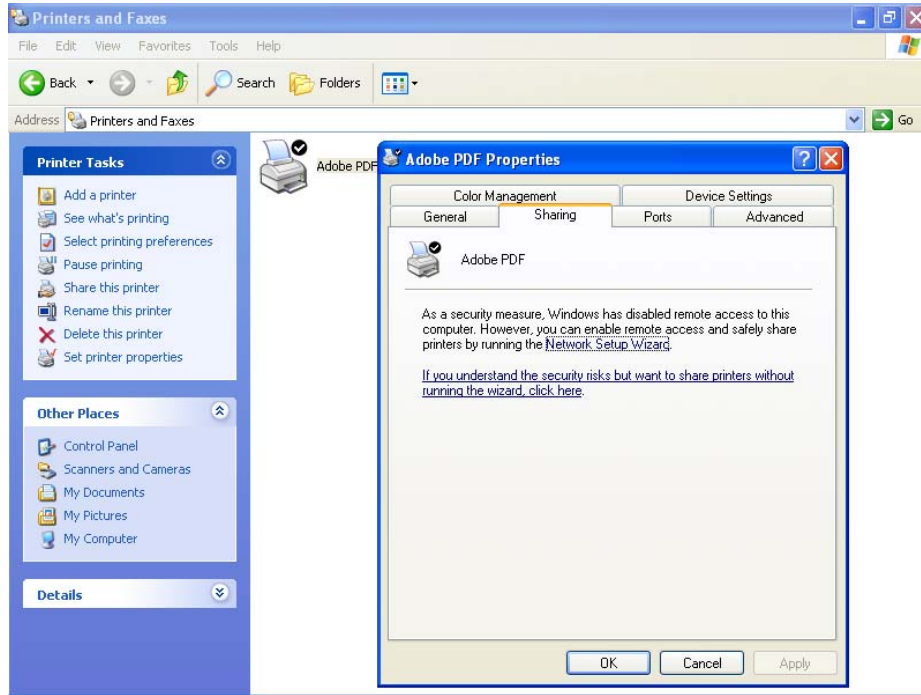 Printers and Faxes
File Edit View Favorites Tools Help
Back Search Folders
Address Printers and Faxes Go
Printer Tasks
Add a printer
See what's printing
Select printing preferences
Pause printing
Share this printer
Rename this printer
Delete this printer
Set printer properties
Other Places
Control Panel
Scanners and Cameras
My Documents
My Pictures
My Computer
Details
Adobe PDF
Adobe PDF Properties
Color Management Device Settings
General Sharing Ports Advanced
Adobe PDF
As a security measure, Windows has disabled remote access to this
computer. However, you can enable remote access and safely share
printers by running the Network Setup Wizard.
If you understand the security risks but want to share printers without
running the wizard, click here.
OK Cancel Apply